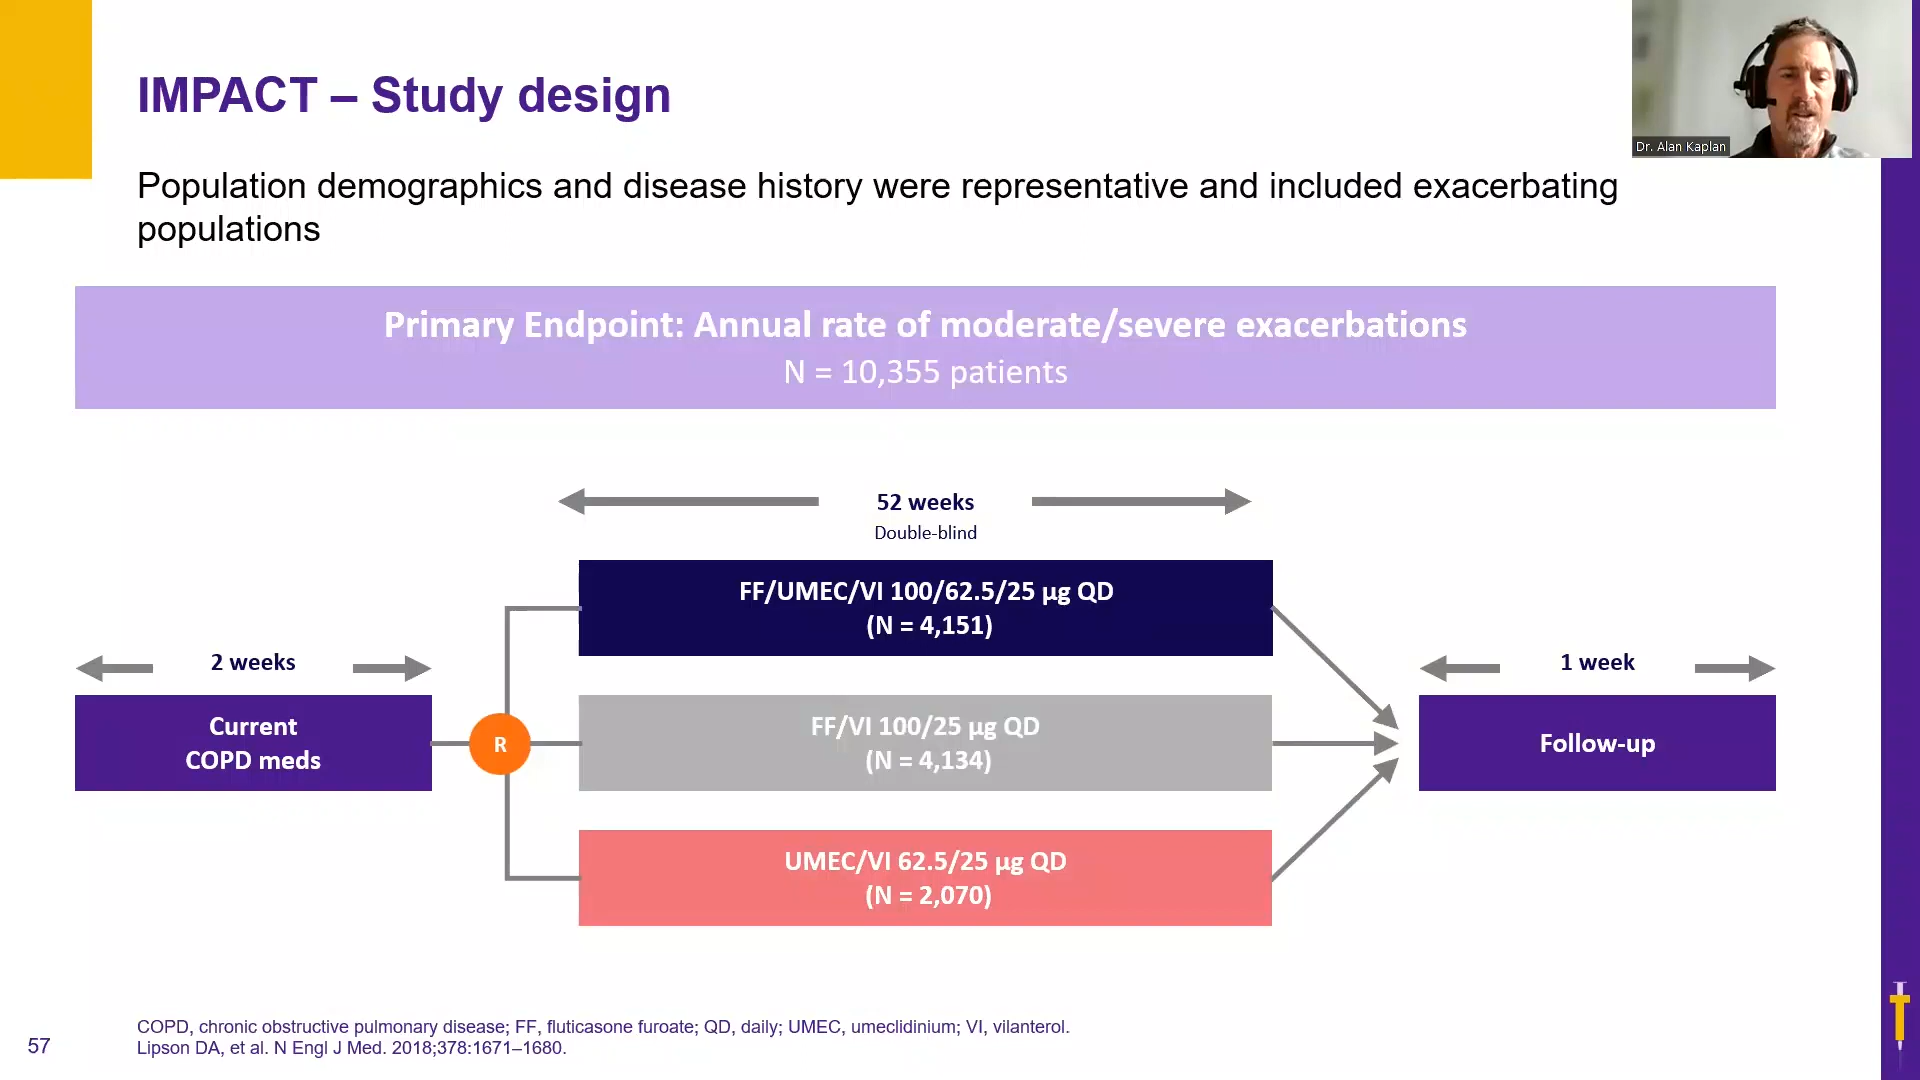 IMPACT – Study design
Dr. Alan Kaplan
Population demographics and disease history were representative and included exacerbating
populations
Primary Endpoint: Annual rate of moderate/severe exacerbations
N = 10,355 patients
52 weeks
Double-blind
FF/UMEC/VI 100/62.5/25 µg QD
(N = 4,151)
2 weeks
Current
COPD meds
R
FF/VI 100/25 µg QD
(N = 4,134)
1 week
Follow-up
UMEC/VI 62.5/25 µg QD
(N = 2,070)
COPD, chronic obstructive pulmonary disease; FF, fluticasone furoate; QD, daily; UMEC, umeclidinium; VI, vilanterol.
Lipson DA, et al. N Engl J Med. 2018;378:1671–1680.
57